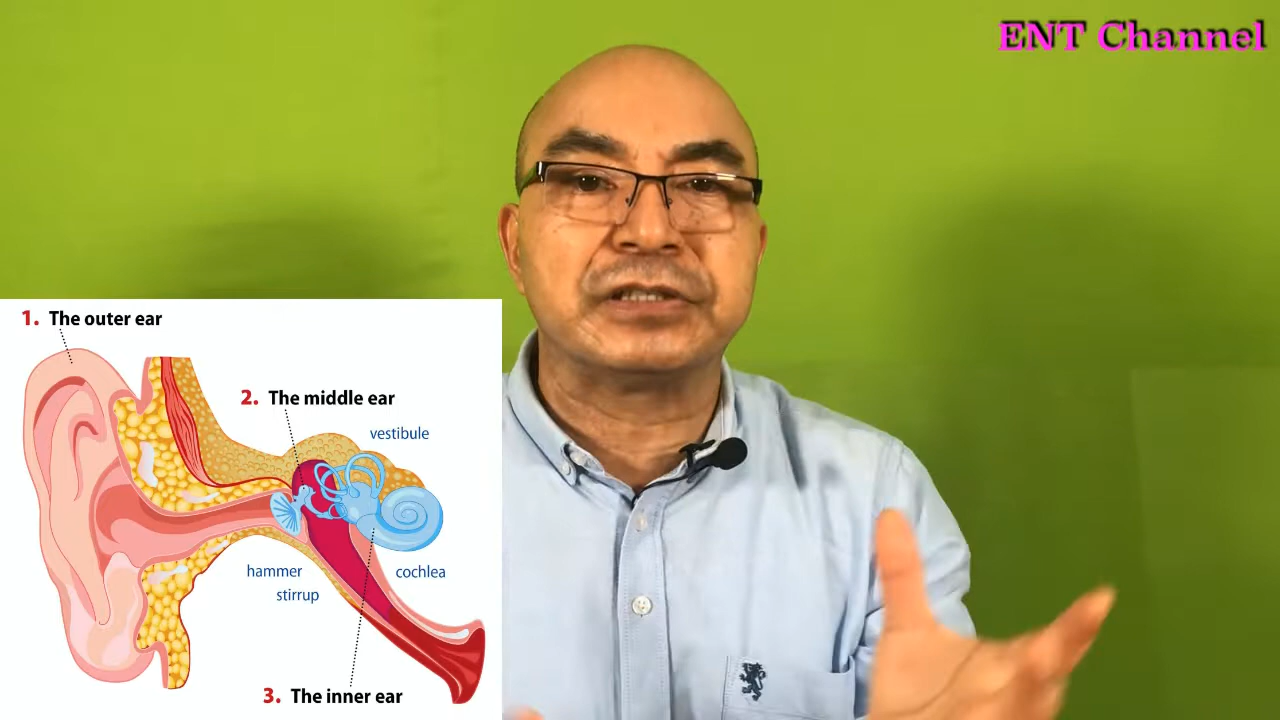 ENT Channel
1. The outer ear
2. The middle ear
vestibule
hammer
cochlea
stirrup
3. The inner ear